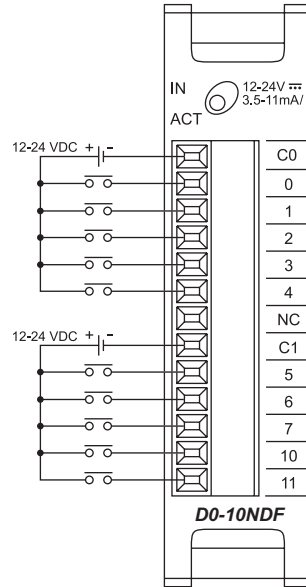 IN
12-24V
3.5-11mA/
ACT
12-24 VDC + -
C0
0
1
2
3
4
NC
12-24 VDC + -
C1
5
6
7
10
11
D0-10NDF